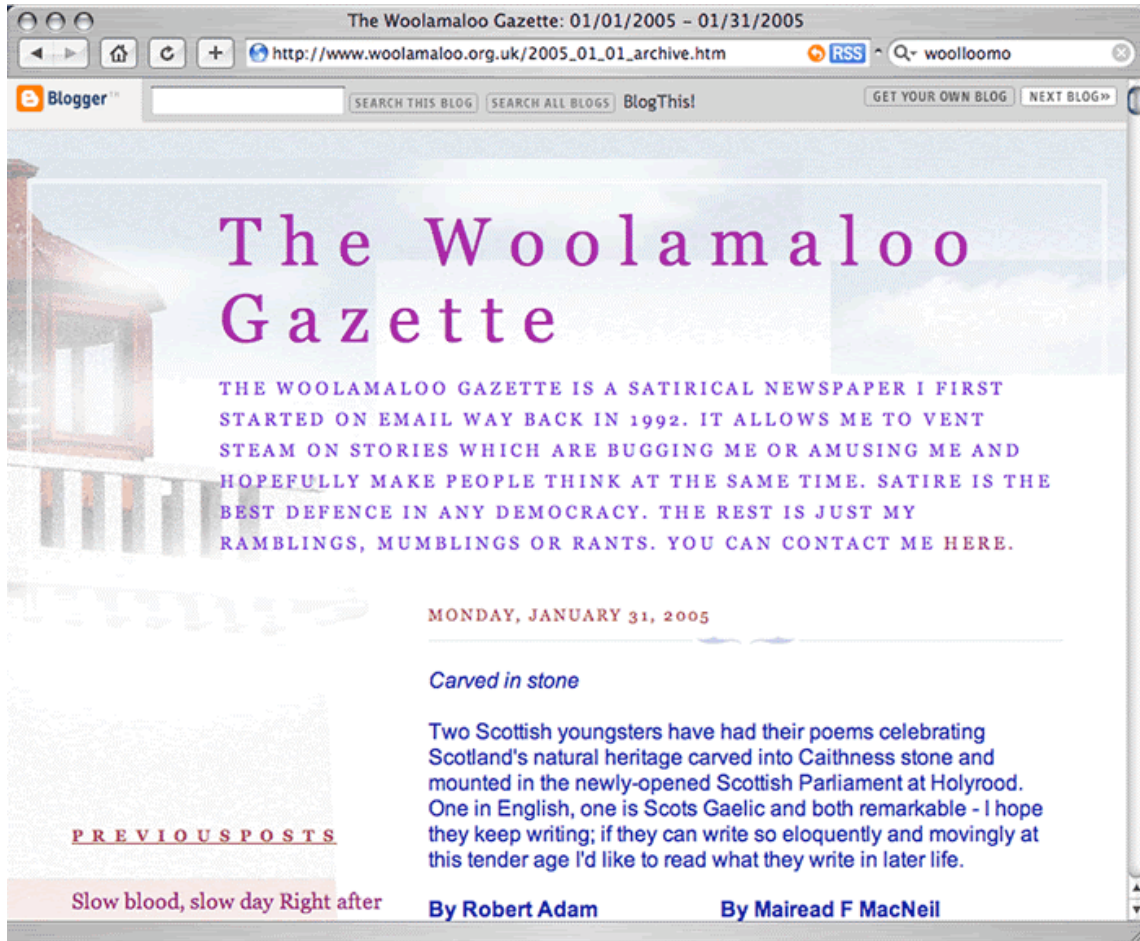 The Woolamaloo Gazette: 01/01/2005 – 01/31/2005
http://www.woolamaloo.org.uk/2005_01_01_archive.htm RSS woolloomo
Blogger™ SEARCH THIS BLOG SEARCH ALL BLOGS BlogThis! GET YOUR OWN BLOG NEXT BLOG»
The Woolamaloo
Gazette
THE WOOLAMALOO GAZETTE IS A SATIRICAL NEWSPAPER I FIRST
STARTED ON EMAIL WAY BACK IN 1992. IT ALLOWS ME TO VENT
STEAM ON STORIES WHICH ARE BUGGING ME OR AMUSING ME AND
HOPEFULLY MAKE PEOPLE THINK AT THE SAME TIME. SATIRE IS THE
BEST DEFENCE IN ANY DEMOCRACY. THE REST IS JUST MY
RAMBLINGS, MUMBLINGS OR RANTS. YOU CAN CONTACT ME HERE.
MONDAY, JANUARY 31, 2005
Carved in stone
Two Scottish youngsters have had their poems celebrating
Scotland's natural heritage carved into Caithness stone and
mounted in the newly-opened Scottish Parliament at Holyrood.
One in English, one is Scots Gaelic and both remarkable - I hope
they keep writing; if they can write so eloquently and movingly at
this tender age I'd like to read what they write in later life.
By Robert Adam By Mairead F MacNeil
PREVIOUSPOSTS
Slow blood, slow day Right after